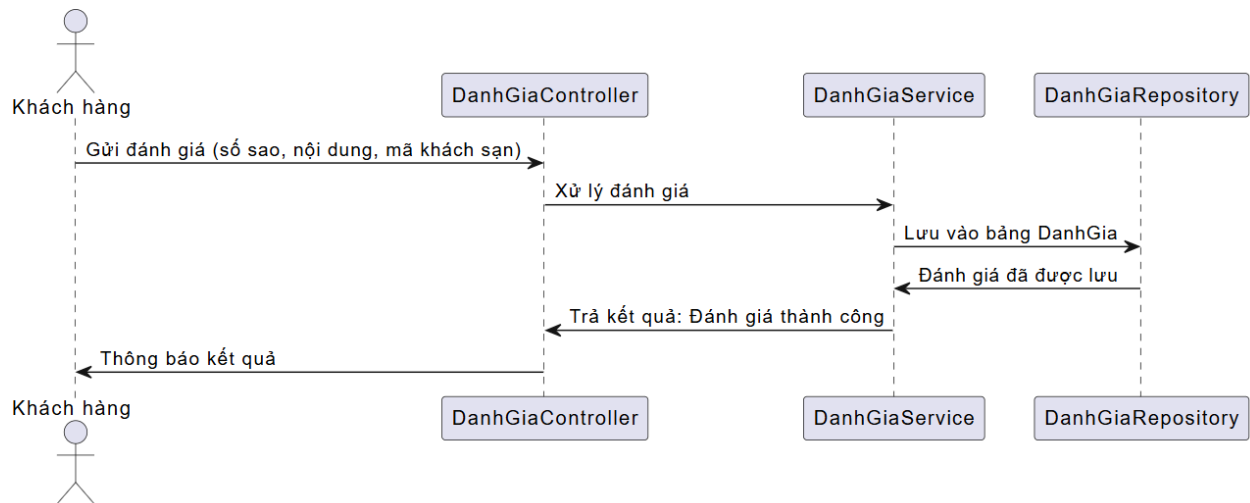 Khách hàng
DanhGiaController
DanhGiaService
DanhGiaRepository
Gửi đánh giá (số sao, nội dung, mã khách sạn)
Xử lý đánh giá
Lưu vào bảng DanhGia
Đánh giá đã được lưu
Trả kết quả: Đánh giá thành công
Thông báo kết quả
Khách hàng
DanhGiaController
DanhGiaService
DanhGiaRepository